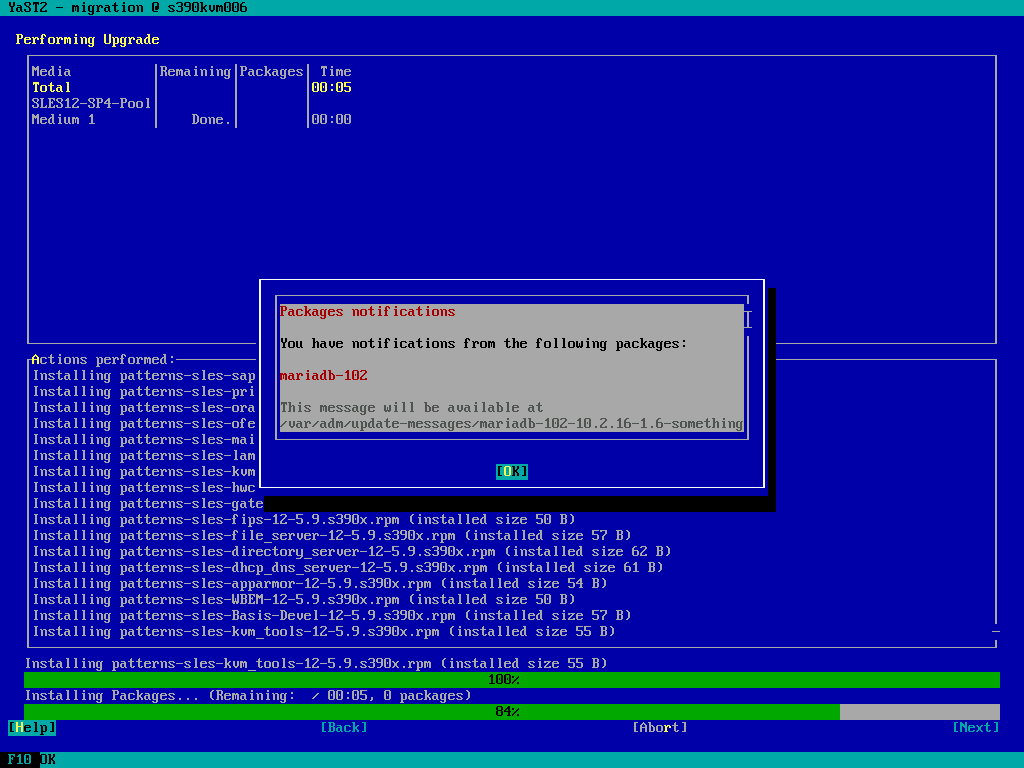 YaST2 - migration @ s390kvm006
Performing Upgrade
Media Remaining Packages Time
Total 00:05
SLES12-SP4-Pool
Medium 1 Done. 00:00
Packages notifications
You have notifications from the following packages:
mariadb-102
This message will be available at
/var/adm/update-messages/mariadb-102-10.2.16-1.6-something
[OK]
Actions performed:
Installing patterns-sles-sap
Installing patterns-sles-pri
Installing patterns-sles-ora
Installing patterns-sles-ofe
Installing patterns-sles-mai
Installing patterns-sles-lam
Installing patterns-sles-kvm
Installing patterns-sles-hwc
Installing patterns-sles-gate
Installing patterns-sles-fips-12-5.9.s390x.rpm (installed size 50 B)
Installing patterns-sles-file_server-12-5.9.s390x.rpm (installed size 57 B)
Installing patterns-sles-directory_server-12-5.9.s390x.rpm (installed size 62 B)
Installing patterns-sles-dhcp_dns_server-12-5.9.s390x.rpm (installed size 61 B)
Installing patterns-sles-apparmor-12-5.9.s390x.rpm (installed size 54 B)
Installing patterns-sles-WBEM-12-5.9.s390x.rpm (installed size 50 B)
Installing patterns-sles-Basis-Devel-12-5.9.s390x.rpm (installed size 57 B)
Installing patterns-sles-kvm_tools-12-5.9.s390x.rpm (installed size 55 B)
Installing patterns-sles-kvm_tools-12-5.9.s390x.rpm (installed size 55 B)
100%
Installing Packages... (Remaining:  / 00:05, 0 packages)
84%
[Help] [Back] [Abort] [Next]
F10 OK